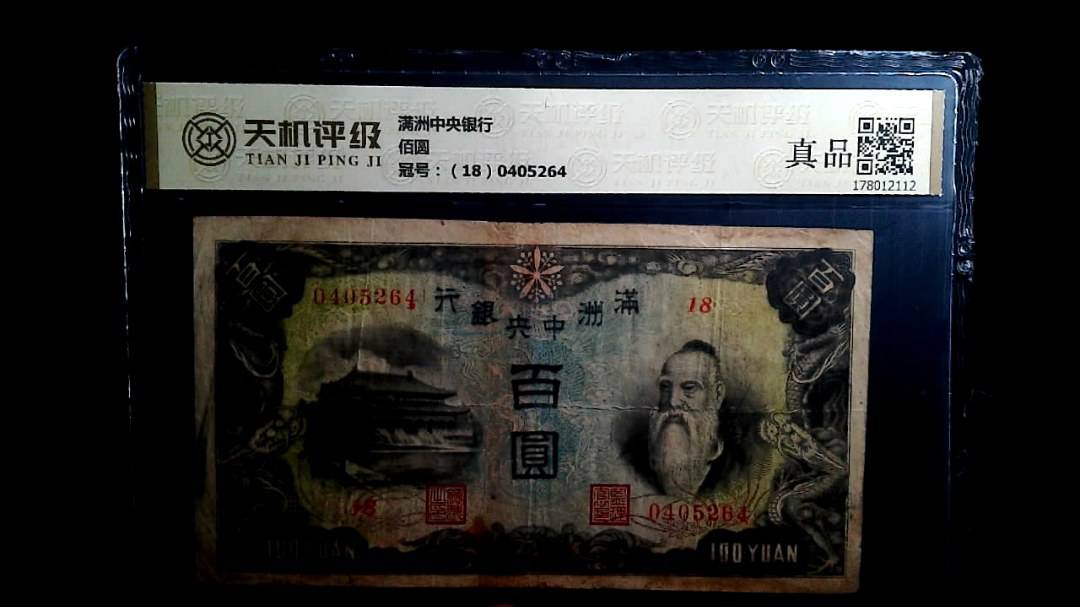 天机评级
TIAN JI PING JI
满洲中央银行
佰圆
冠号：（18）0405264
真品
178012112
0405264
行銀央中洲滿
18
百圓
百圓
18
0405264
100 YUAN
100 YUAN